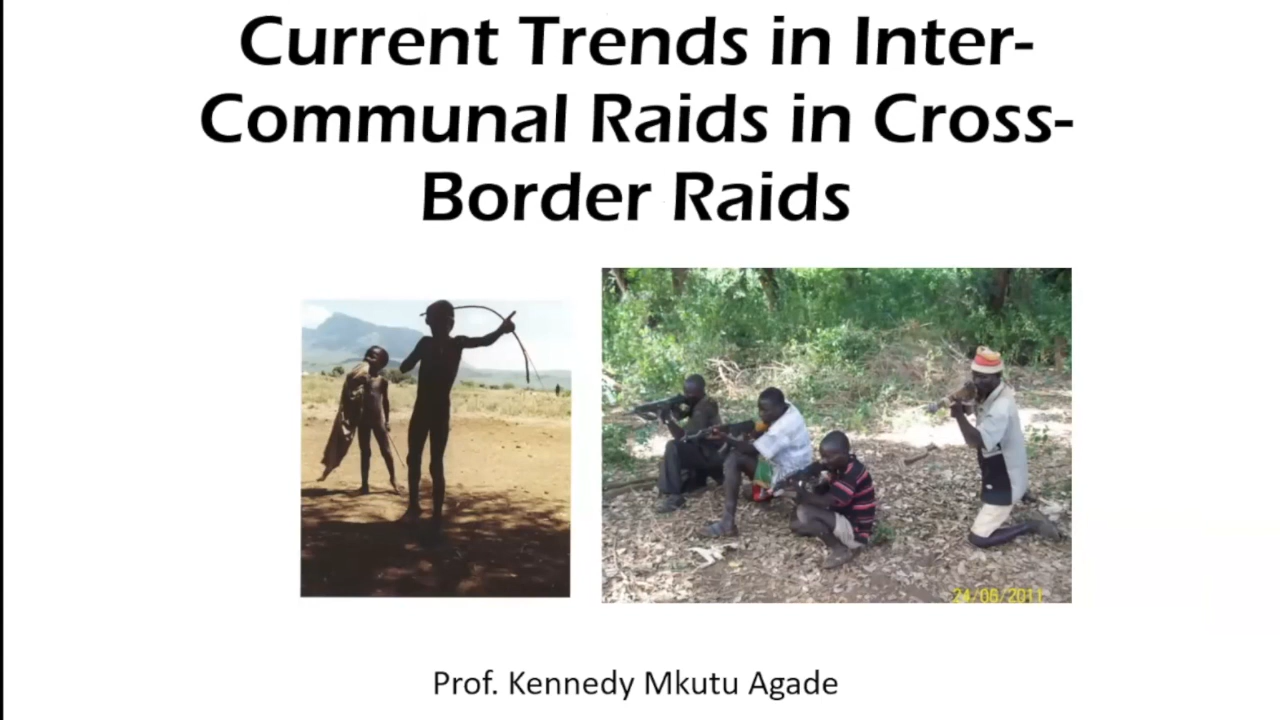 Current Trends in Inter-
Communal Raids in Cross-
Border Raids
24/06/2011
Prof. Kennedy Mkutu Agade